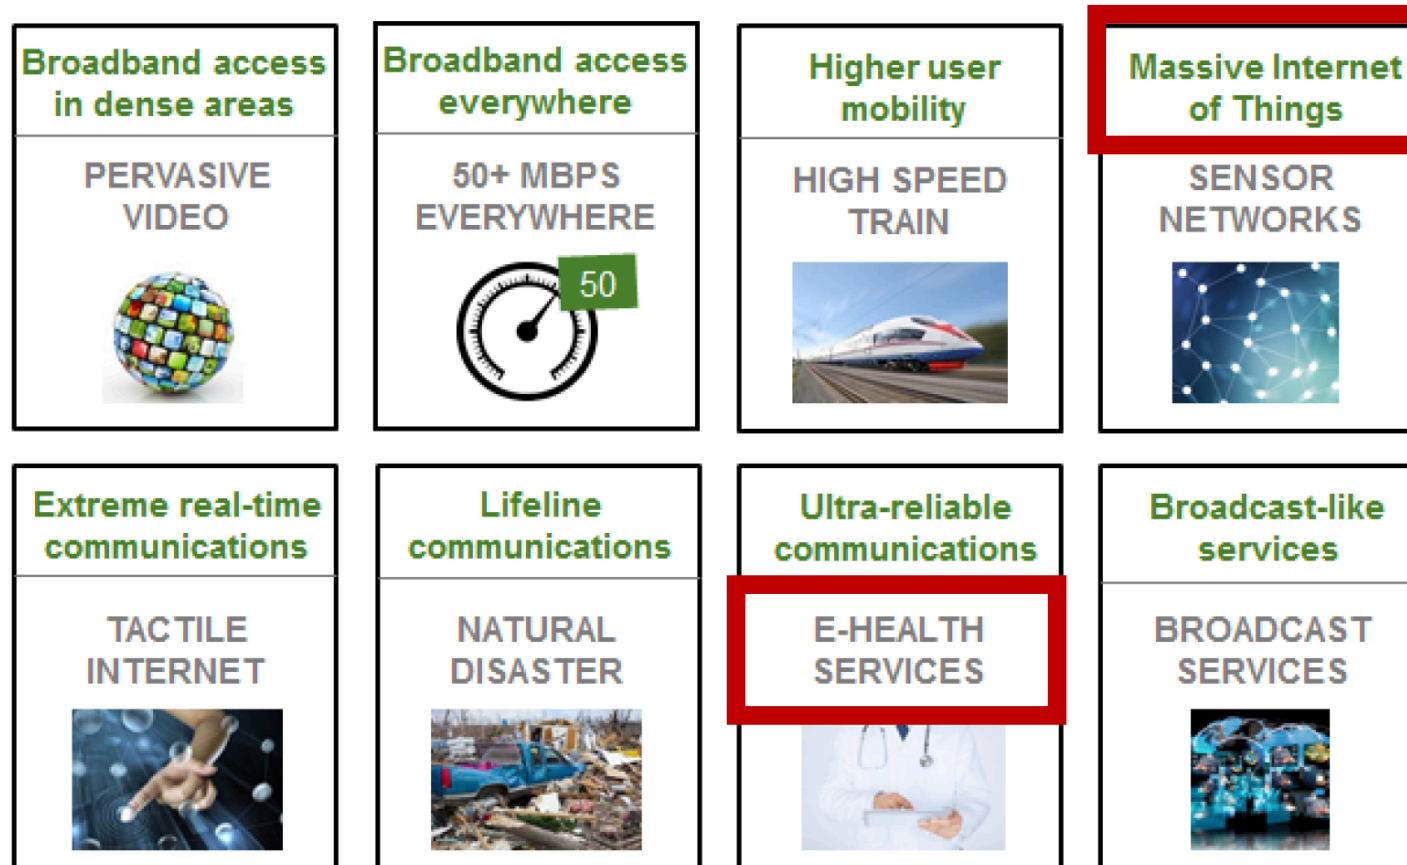 Broadband access
in dense areas
PERVASIVE
VIDEO
Broadband access
everywhere
50+ MBPS
EVERYWHERE
50
Higher user
mobility
HIGH SPEED
TRAIN
Massive Internet
of Things
SENSOR
NETWORKS
Extreme real-time
communications
TACTILE
INTERNET
Lifeline
communications
NATURAL
DISASTER
Ultra-reliable
communications
E-HEALTH
SERVICES
Broadcast-like
services
BROADCAST
SERVICES